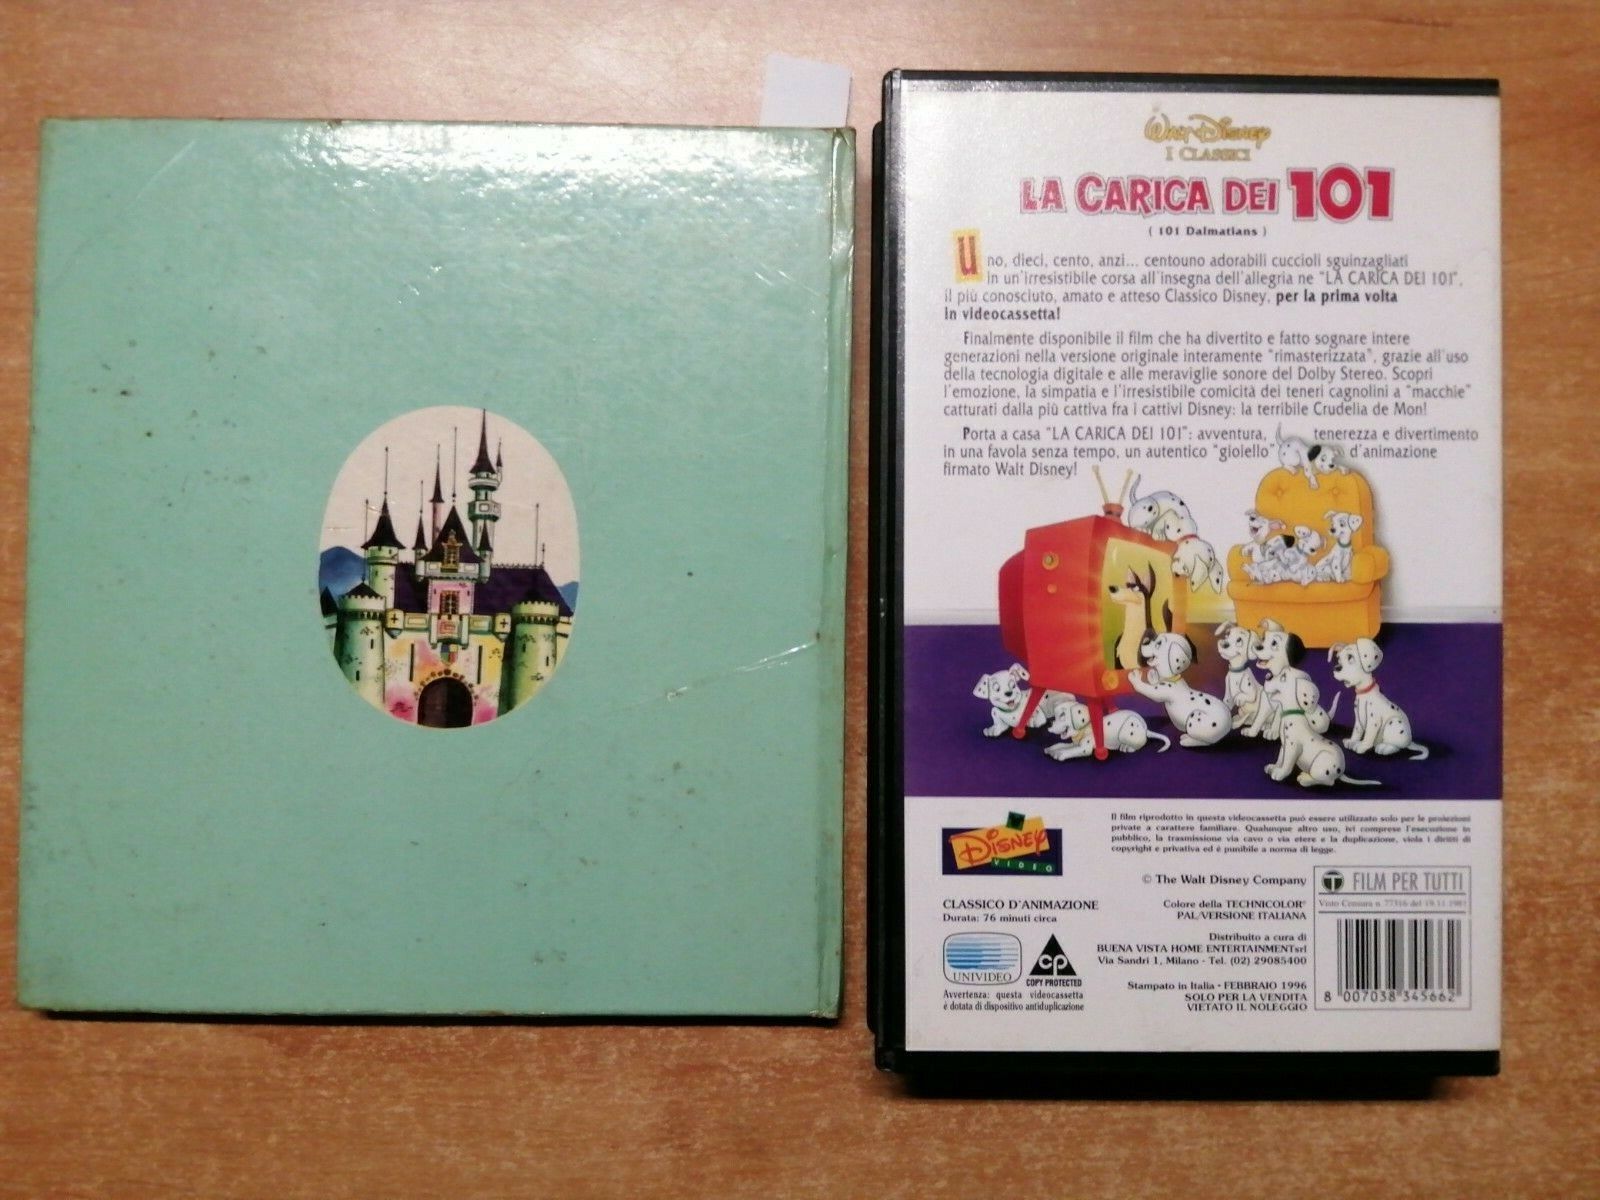 Walt Disney
I CLASSICI
LA CARICA DEI 101
( 101 Dalmatians )
Uno, dieci, cento, anzi... centouno adorabili cuccioli sguinzagliati
in un'irresistibile corsa all'insegna dell'allegria ne "LA CARICA DEI 101",
il più conosciuto, amato e atteso Classico Disney, per la prima volta
in videocassetta!
Finalmente disponibile il film che ha divertito e fatto sognare intere
generazioni nella versione originale interamente "rimasterizzata", grazie all'uso
della tecnologia digitale e alle meraviglie sonore del Dolby Stereo. Scopri
l'emozione, la simpatia e l'irresistibile comicità dei teneri cagnolini a "macchie"
catturati dalla più cattiva fra i cattivi Disney: la terribile Crudelia de Mon!
Porta a casa "LA CARICA DEI 101": avventura, tenerezza e divertimento
in una favola senza tempo, un autentico "gioiello" d'animazione
firmato Walt Disney!
DISNEY
VIDEO
Il film riprodotto in questa videocassetta può essere utilizzato solo per le proiezioni
private a carattere familiare. Qualunque altro uso, ivi comprese l'esecuzione in
pubblico, la trasmissione via cavo o via etere e la duplicazione, viola i diritti di
copyright e privativa ed è punibile a norma di legge.
© The Walt Disney Company
T FILM PER TUTTI
Visto Censura n. 77316 del 19.11.1981
CLASSICO D'ANIMAZIONE
Durata: 76 minuti circa
Colore della TECHNICOLOR®
PAL/VERSIONE ITALIANA
Distribuito a cura di
BUENA VISTA HOME ENTERTAINMENTsrl
Via Sandri 1, Milano - Tel. (02) 29085400
UNIVIDEO
CP
COPY PROTECTED
Avvertenza: questa videocassetta
è dotata di dispositivo antiduplicazione
Stampato in Italia - FEBBRAIO 1996
SOLO PER LA VENDITA
VIETATO IL NOLEGGIO
8 007038 345662